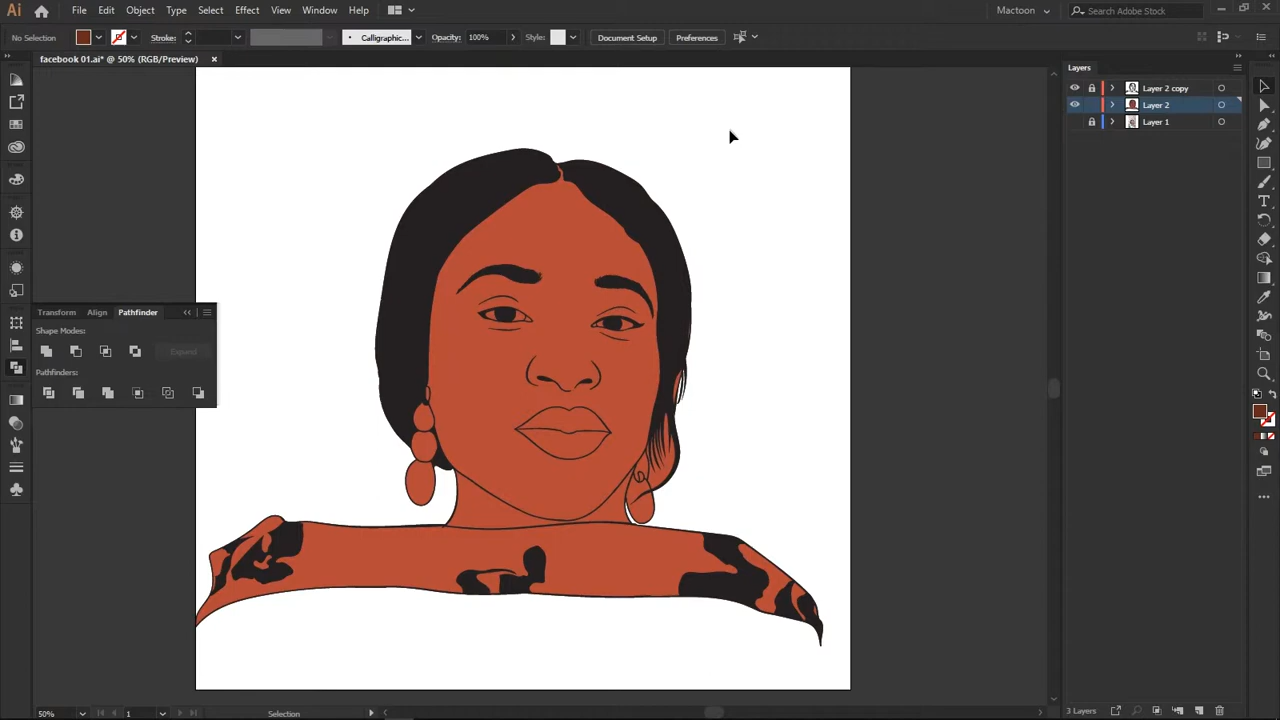 Ai File Edit Object Type Select Effect View Window Help Mactoon Search Adobe Stock
No Selection Stroke: Calligraphic... Opacity: 100% Style: Document Setup Preferences
facebook 01.ai* @ 50% (RGB/Preview) Layers
Layer 2 copy
Layer 2
Layer 1
Transform Align Pathfinder
Shape Modes:
Expand
Pathfinders:
50% 1 Selection 3 Layers